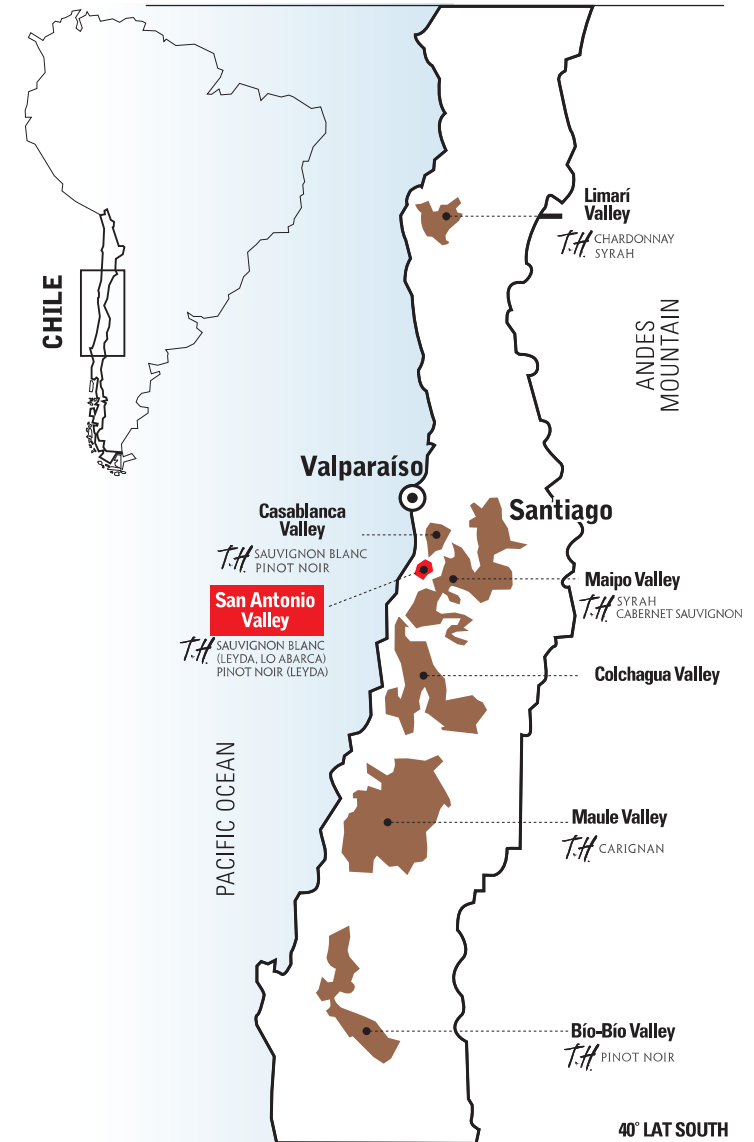 CHILE
Limarí
Valley
T.H. CHARDONNAY
SYRAH
ANDES
MOUNTAIN
Valparaíso
Santiago
Casablanca
Valley
T.H. SAUVIGNON BLANC
PINOT NOIR
San Antonio
Valley
T.H. SAUVIGNON BLANC
(LEYDA, LO ABARCA)
PINOT NOIR (LEYDA)
Maipo Valley
T.H. SYRAH
CABERNET SAUVIGNON
Colchagua Valley
PACIFIC OCEAN
Maule Valley
T.H. CARIGNAN
Bío-Bío Valley
T.H. PINOT NOIR
40° LAT SOUTH